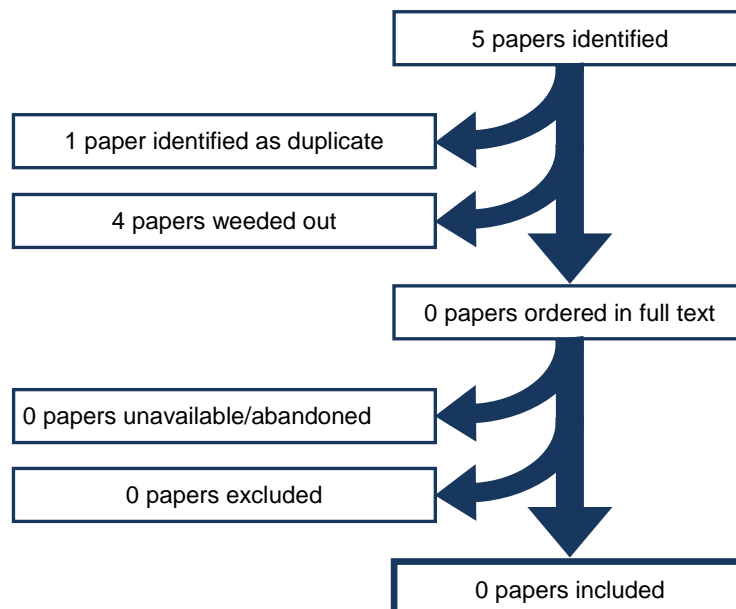 5 papers identified
1 paper identified as duplicate
4 papers weeded out
0 papers ordered in full text
0 papers unavailable/abandoned
0 papers excluded
0 papers included